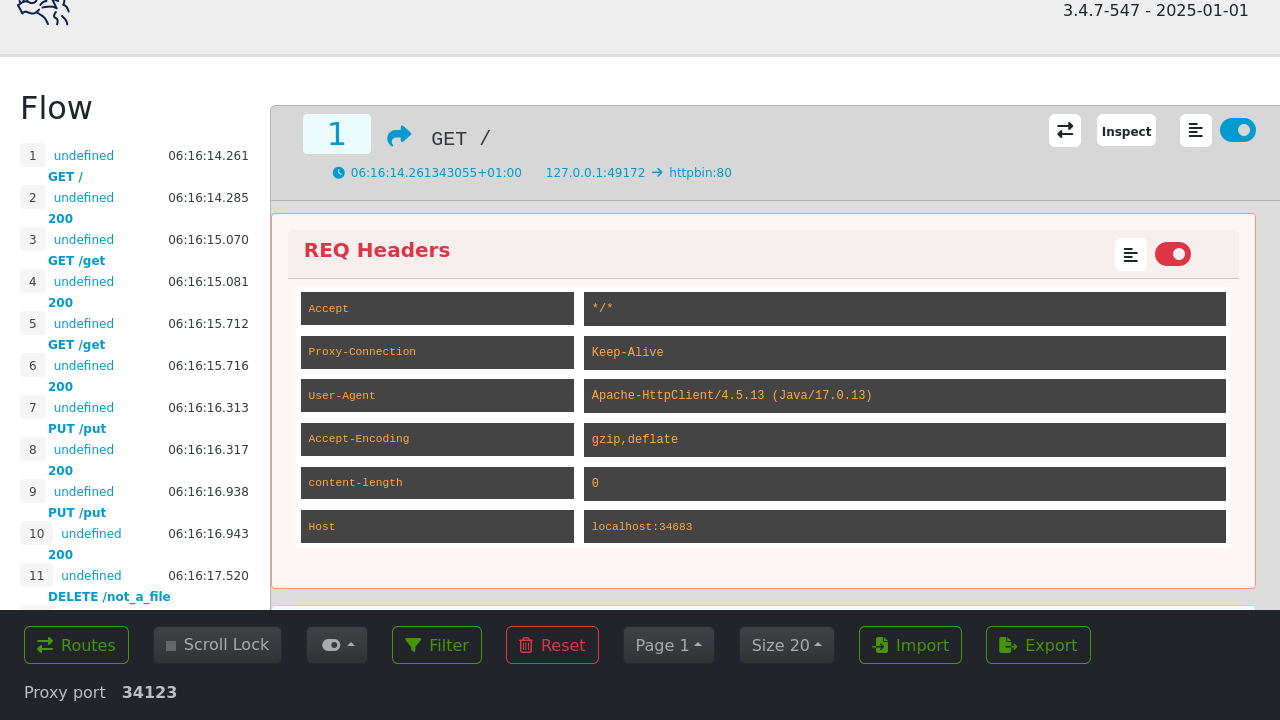 3.4.7-547 - 2025-01-01
Flow
1 undefined 06:16:14.261
GET /
2 undefined 06:16:14.285
200
3 undefined 06:16:15.070
GET /get
4 undefined 06:16:15.081
200
5 undefined 06:16:15.712
GET /get
6 undefined 06:16:15.716
200
7 undefined 06:16:16.313
PUT /put
8 undefined 06:16:16.317
200
9 undefined 06:16:16.938
PUT /put
10 undefined 06:16:16.943
200
11 undefined 06:16:17.520
DELETE /not_a_file
1 GET /
Inspect
06:16:14.261343055+01:00 127.0.0.1:49172 → httpbin:80
REQ Headers
Accept */*
Proxy-Connection Keep-Alive
User-Agent Apache-HttpClient/4.5.13 (Java/17.0.13)
Accept-Encoding gzip,deflate
content-length 0
Host localhost:34683
Routes Scroll Lock Filter Reset Page 1 Size 20 Import Export
Proxy port 34123